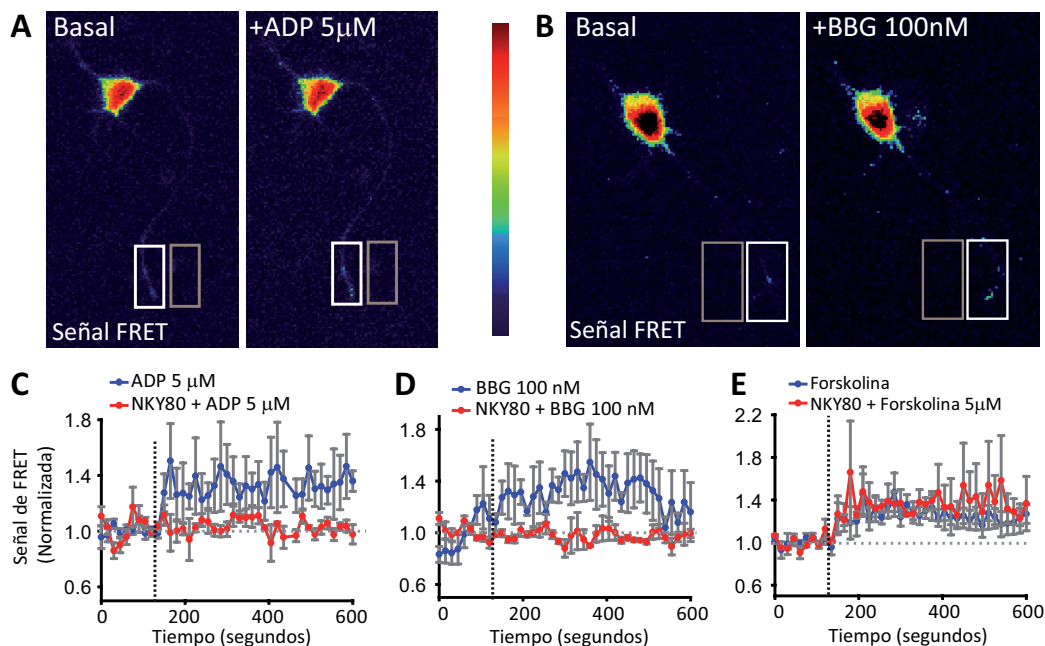 A
Basal
+ADP 5µM
Señal FRET
B
Basal
+BBG 100nM
Señal FRET
C
ADP 5 µM
NKY80 + ADP 5 µM
Señal de FRET
(Normalizada)
1.8
1.4
1.0
0.6
0 200 400 600
Tiempo (segundos)
D
BBG 100 nM
NKY80 + BBG 100 nM
1.8
1.4
1.0
0.6
0 200 400 600
Tiempo (segundos)
E
Forskolina
NKY80 + Forskolina 5µM
2.2
1.8
1.4
1.0
0.6
0 200 400 600
Tiempo (segundos)